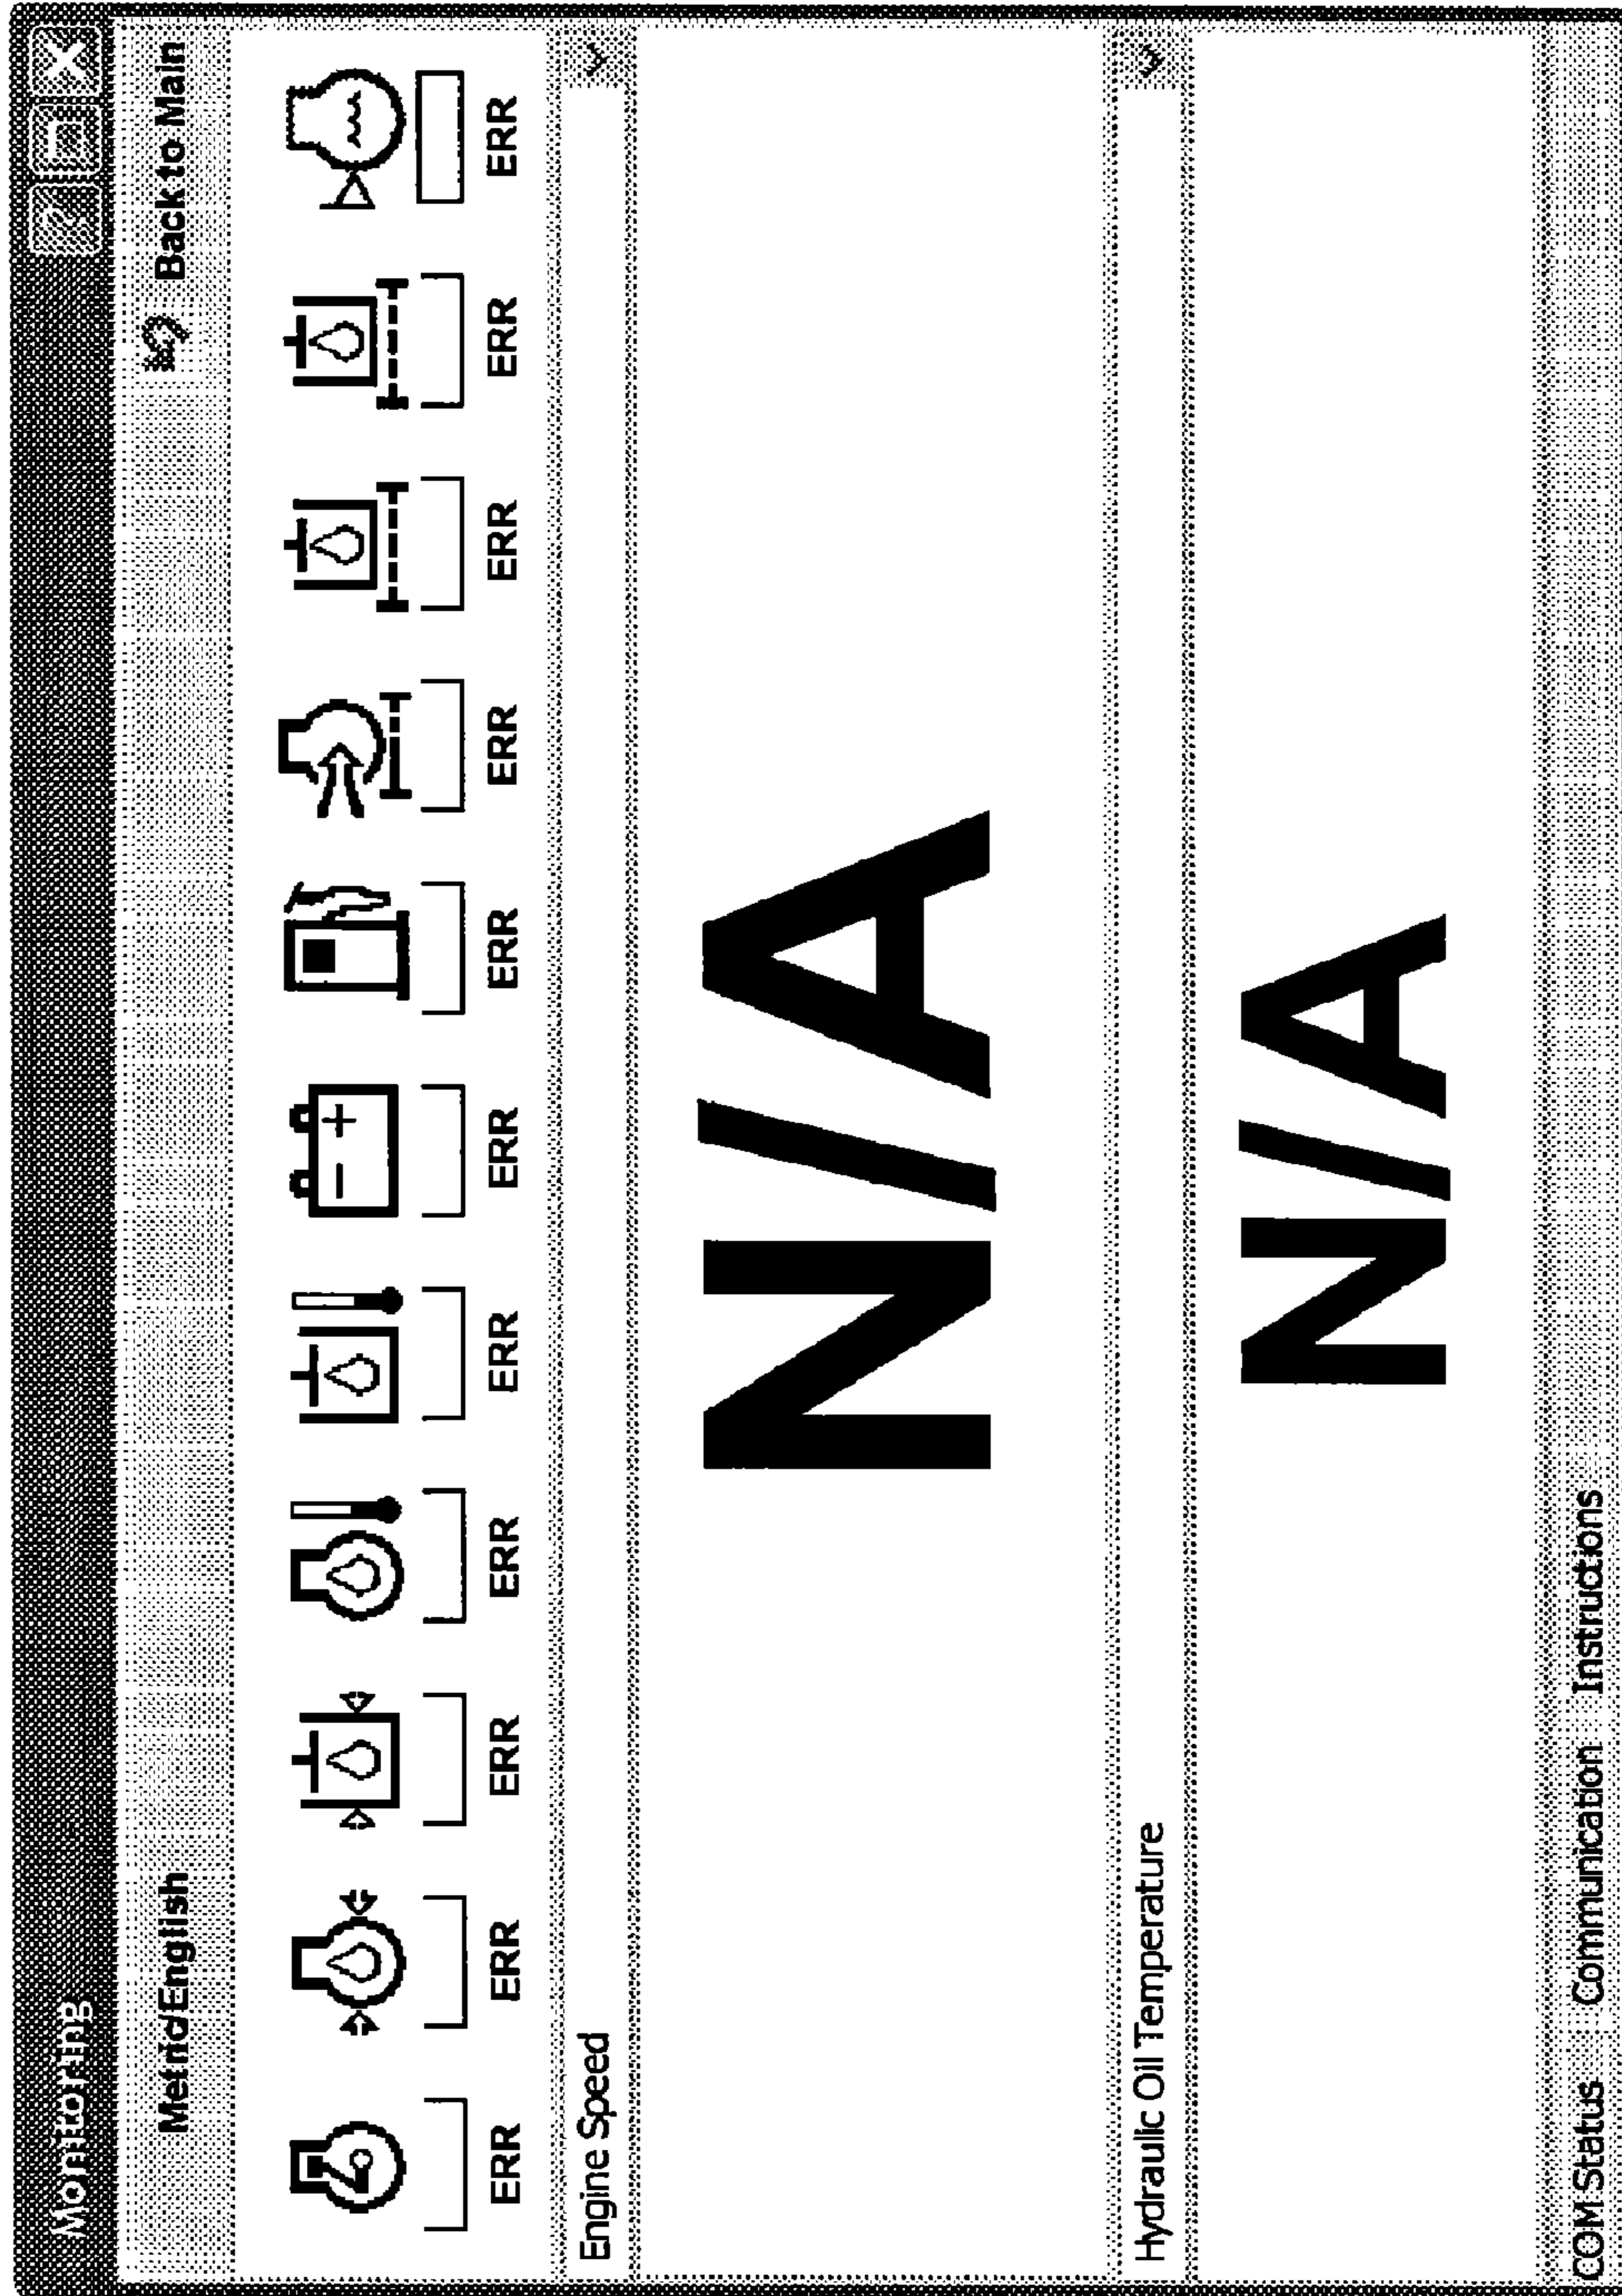 Monitoring
Metric/English Back to Main
ERR ERR ERR ERR ERR ERR ERR ERR ERR ERR ERR
Engine Speed
N/A
Hydraulic Oil Temperature
N/A
COM Status Communication Instructions